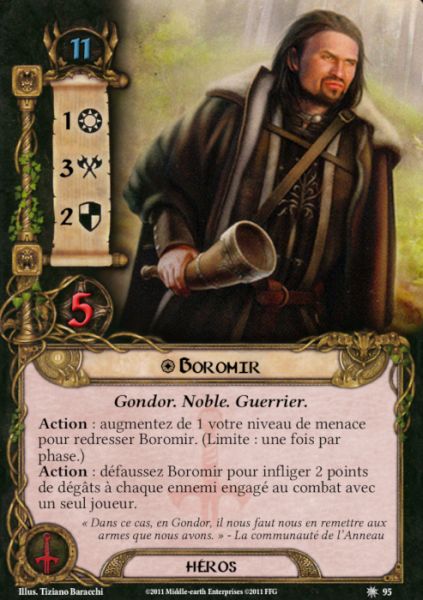 11
1
3
2
5
Boromir
Gondor. Noble. Guerrier.
Action : augmentez de 1 votre niveau de menace
pour redresser Boromir. (Limite : une fois par
phase.)
Action : défaussez Boromir pour infliger 2 points
de dégâts à chaque ennemi engagé au combat avec
un seul joueur.
« Dans ce cas, en Gondor, il nous faut nous en remettre aux
armes que nous avons. » - La communauté de l'Anneau
HÉROS
Illus. Tiziano Baracchi
©2011 Middle-earth Enterprises ©2011 FFG
95